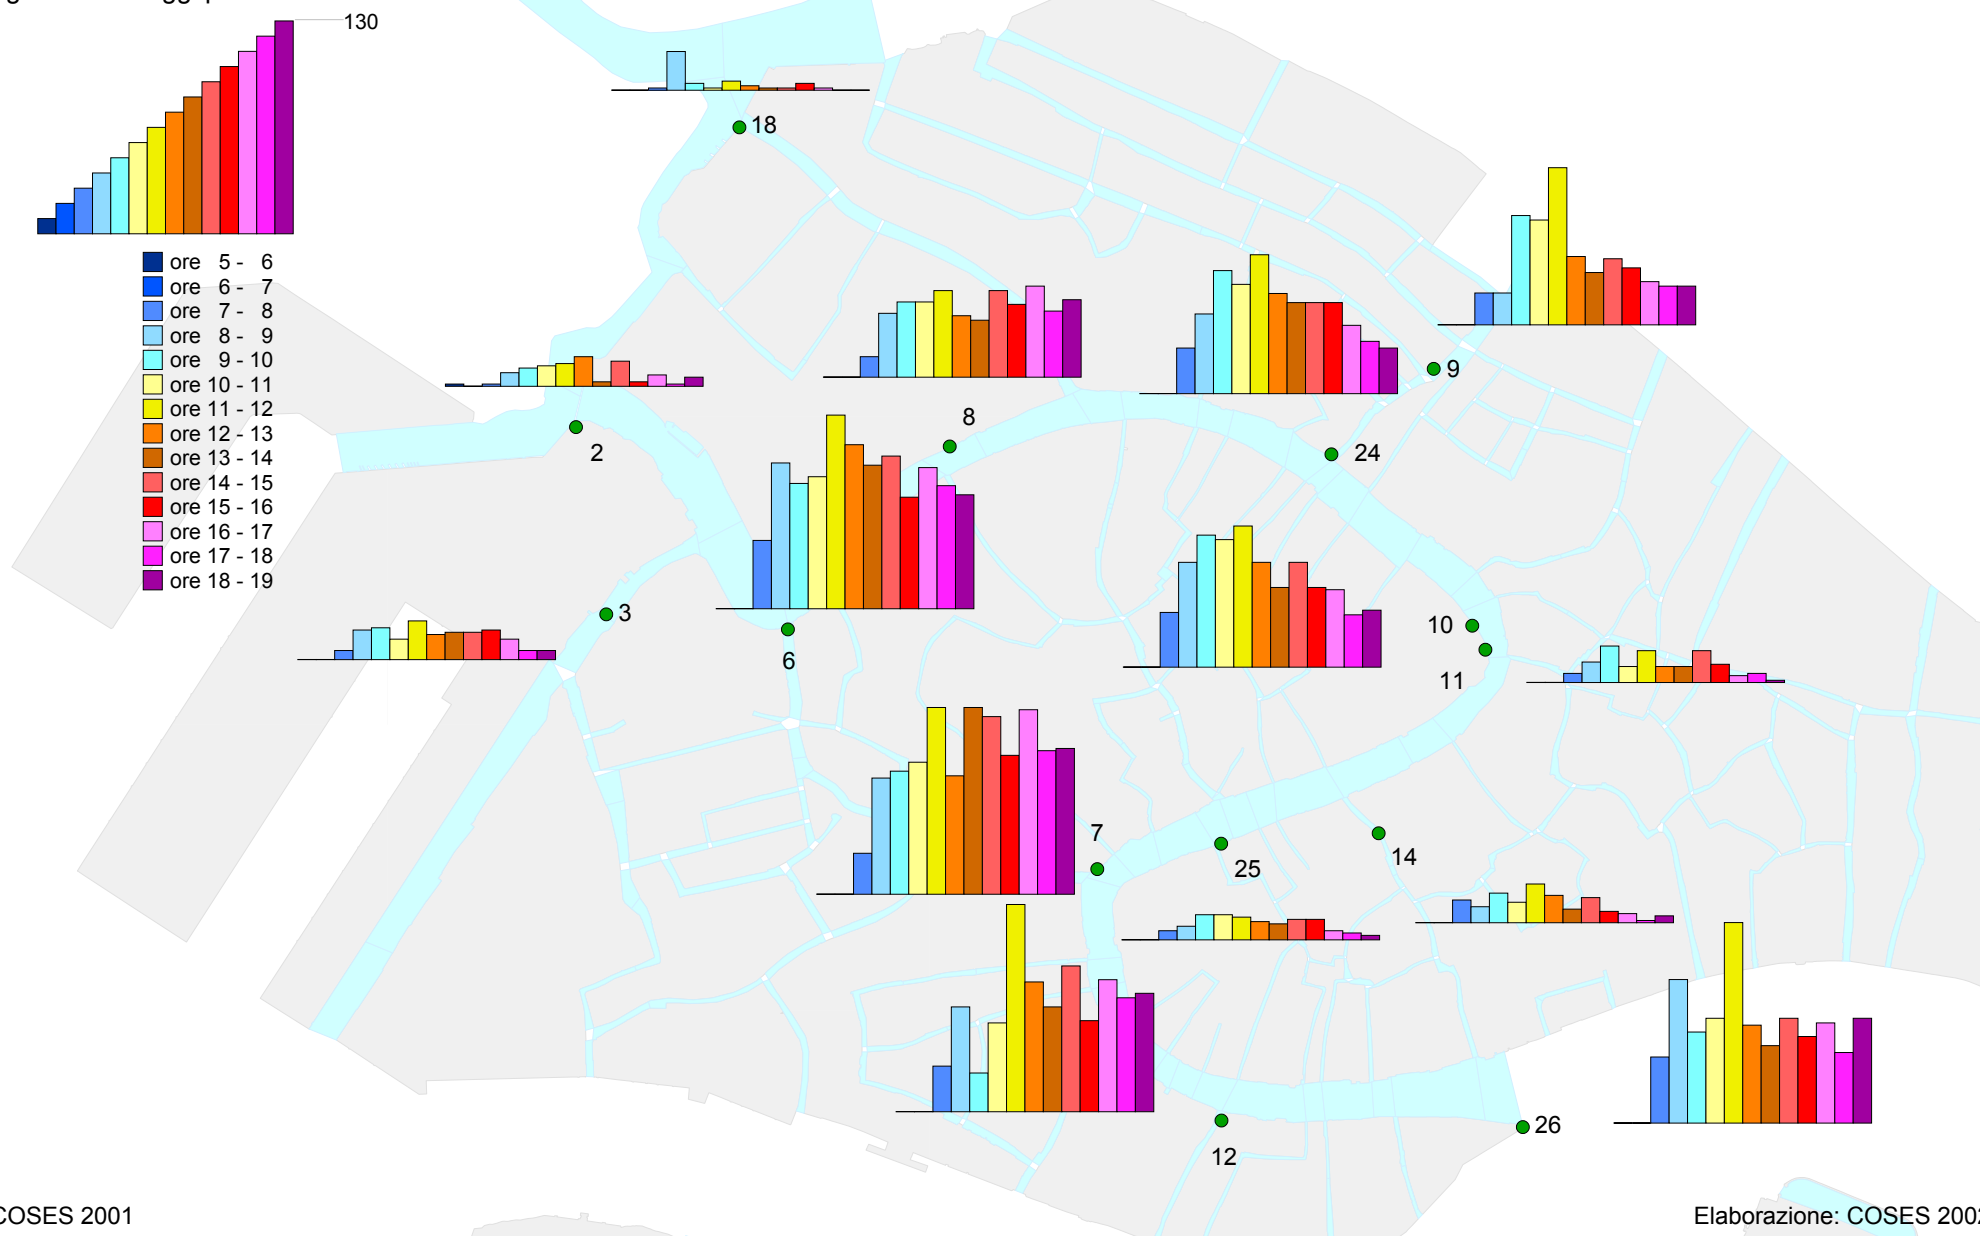 130
ore 5 - 6
ore 6 - 7
ore 7 - 8
ore 8 - 9
ore 9 - 10
ore 10 - 11
ore 11 - 12
ore 12 - 13
ore 13 - 14
ore 14 - 15
ore 15 - 16
ore 16 - 17
ore 17 - 18
ore 18 - 19
18
9
8
24
2
3
10
6
11
7
14
25
26
12
COSES 2001
Elaborazione: COSES 2002